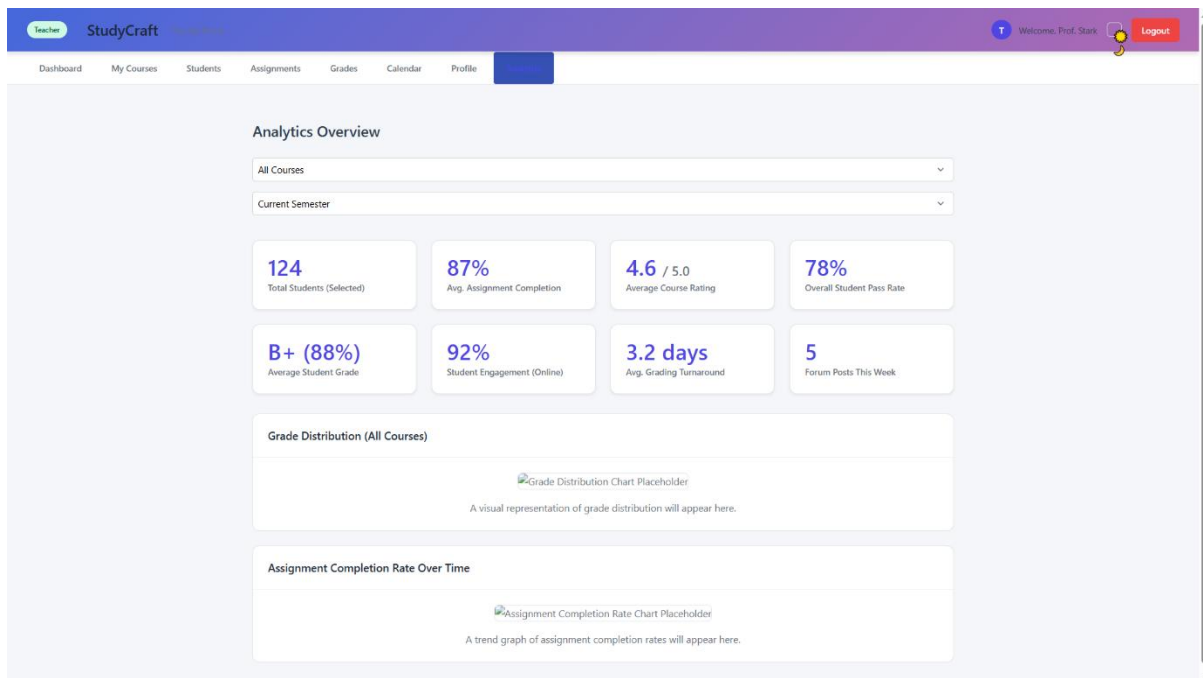 Teacher
StudyCraft
T
Welcome, Prof. Stark
Logout
Dashboard
My Courses
Students
Assignments
Grades
Calendar
Profile
Analytics Overview
All Courses
Current Semester
124
Total Students (Selected)
87%
Avg. Assignment Completion
4.6 / 5.0
Average Course Rating
78%
Overall Student Pass Rate
B+ (88%)
Average Student Grade
92%
Student Engagement (Online)
3.2 days
Avg. Grading Turnaround
5
Forum Posts This Week
Grade Distribution (All Courses)
Grade Distribution Chart Placeholder
A visual representation of grade distribution will appear here.
Assignment Completion Rate Over Time
Assignment Completion Rate Chart Placeholder
A trend graph of assignment completion rates will appear here.